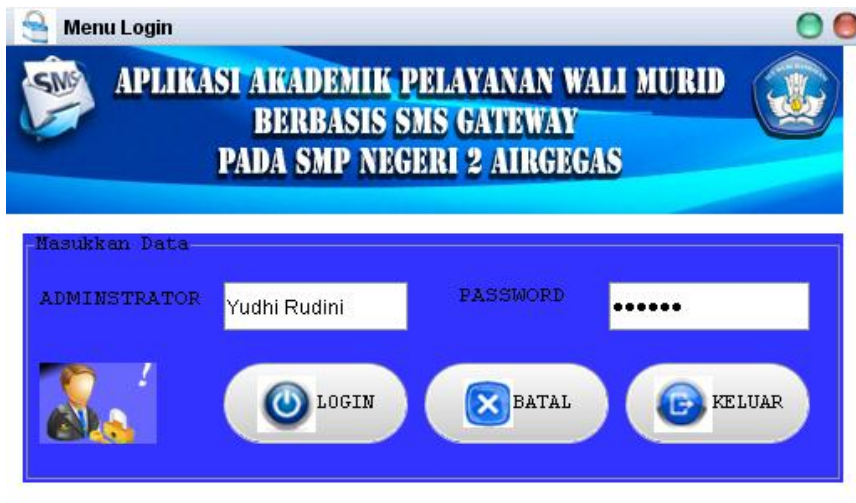 Menu Login
SMS
APLIKASI AKADEMIK PELAYANAN WALI MURID
BERBASIS SMS GATEWAY
PADA SMP NEGERI 2 AIRGEGAS
Masukkan Data
ADMINSTRATOR Yudhi Rudini PASSWORD ••••••
LOGIN BATAL KELUAR